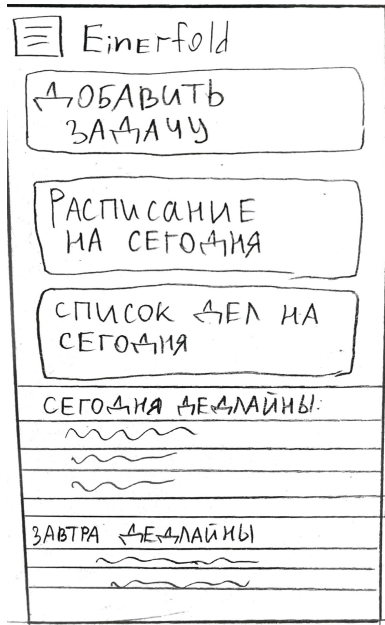 Einerfold
ДОБАВИТЬ
ЗАДАЧУ
РАСПИСАНИЕ
НА СЕГОДНЯ
СПИСОК ДЕЛ НА
СЕГОДНЯ
СЕГОДНЯ ДЕДЛАЙНЫ:
ЗАВТРА ДЕДЛАЙНЫ